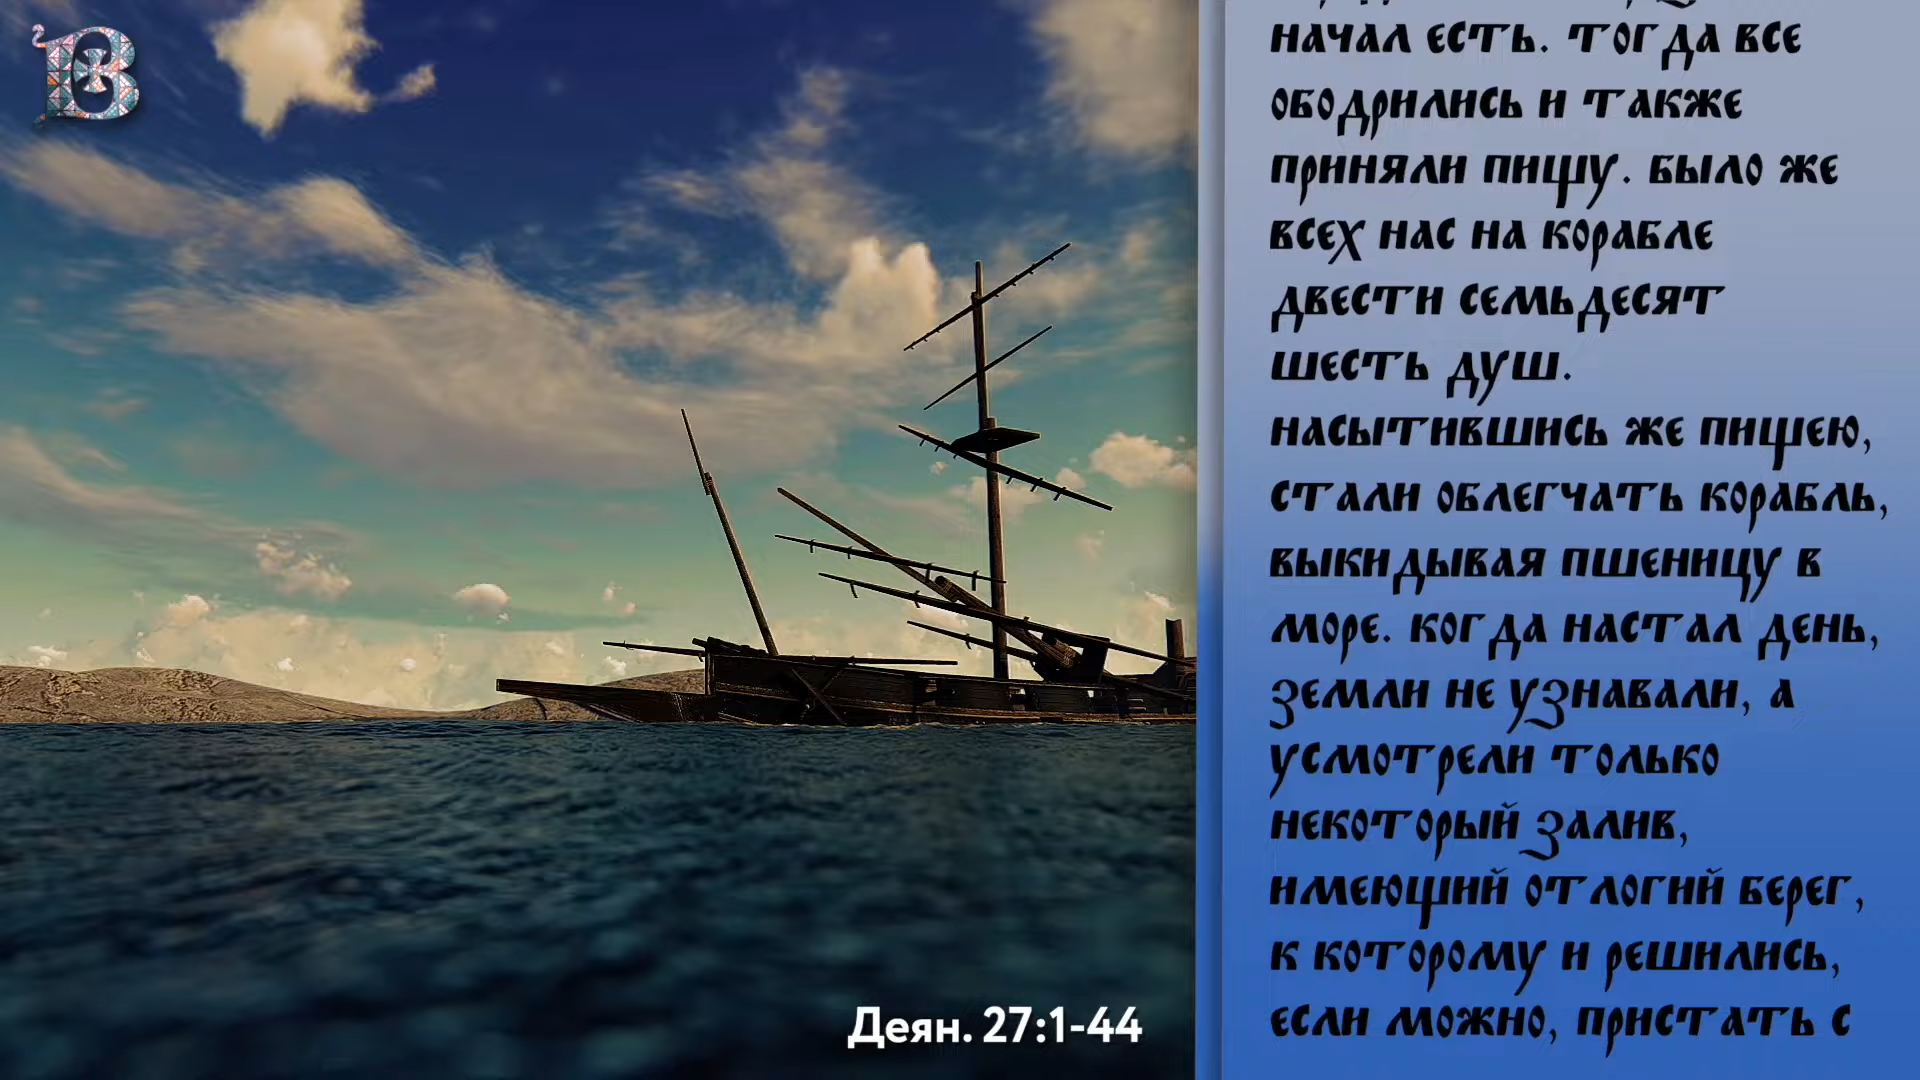 начал есть. тогда все
ободрились и также
приняли пищу. было же
всех нас на корабле
двести семьдесят
шесть душ.
насытившись же пищею,
стали облегчать корабль,
выкидывая пшеницу в
море. когда настал день,
земли не узнавали, а
усмотрели только
некоторый залив,
имеющий отлогий берег,
к которому и решились,
если можно, пристать с
Деян. 27:1-44